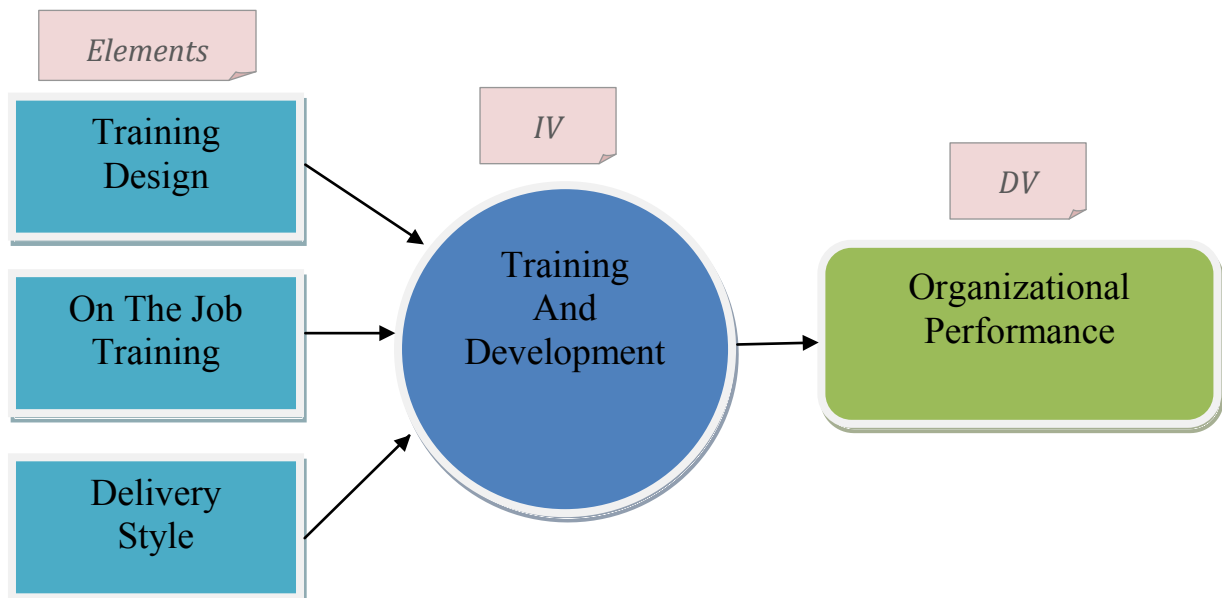 Elements
Training
Design
On The Job
Training
Delivery
Style
IV
Training
And
Development
DV
Organizational
Performance